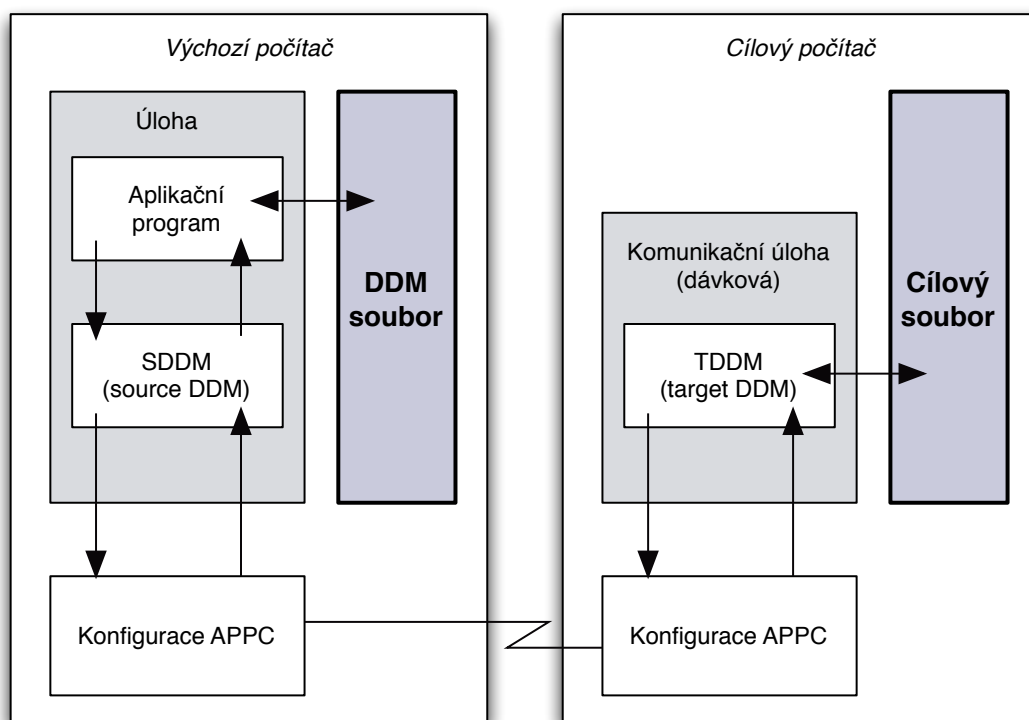 Výchozí počítač
Úloha
Aplikační
program
SDDM
(source DDM)
DDM
soubor
Konfigurace APPC
Cílový počítač
Komunikační úloha
(dávková)
TDDM
(target DDM)
Cílový
soubor
Konfigurace APPC